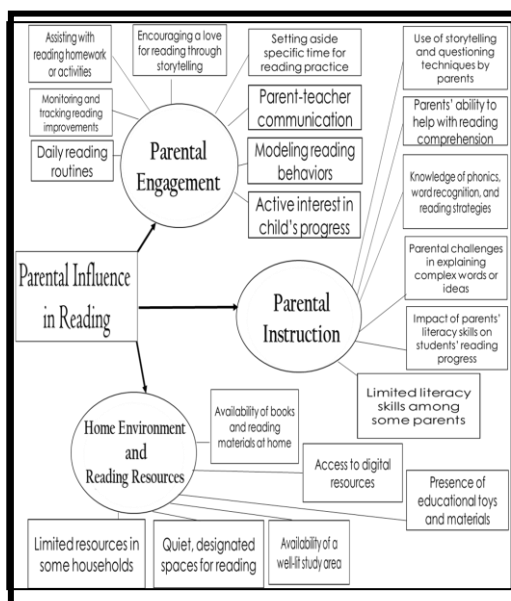 Assisting with
reading homework
or activities
Encouraging a love
for reading through
storytelling
Setting aside
specific time for
reading practice
Use of storytelling
and questioning
techniques by
parents
Monitoring and
tracking reading
improvements
Parent-teacher
communication
Parents' ability to
help with reading
comprehension
Daily reading
routines
Parental
Engagement
Modeling reading
behaviors
Knowledge of phonics,
word recognition, and
reading strategies
Active interest in
child's progress
Parental Influence
in Reading
Parental
Instruction
Parental challenges
in explaining
complex words or
ideas
Impact of parents'
literacy skills on
students' reading
progress
Limited literacy
skills among
some parents
Home Environment
and
Reading Resources
Availability of books
and reading
materials at home
Access to digital
resources
Presence of
educational toys
and materials
Limited resources in
some households
Quiet, designated
spaces for reading
Availability of a
well-lit study area